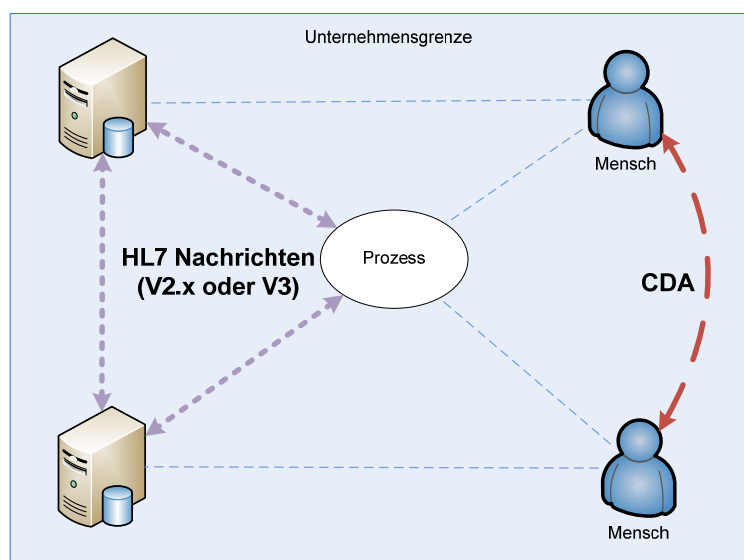 Unternehmensgrenze
Mensch
HL7 Nachrichten
(V2.x oder V3)
Prozess
CDA
Mensch